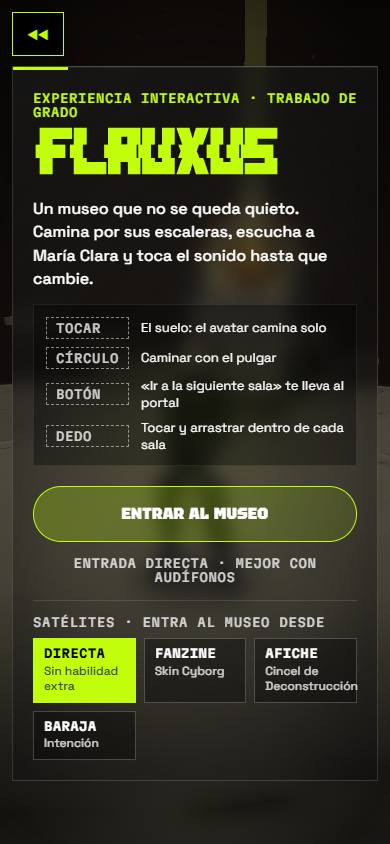 EXPERIENCIA INTERACTIVA · TRABAJO DE
GRADO
FLAUXUS
Un museo que no se queda quieto.
Camina por sus escaleras, escucha a
María Clara y toca el sonido hasta que
cambie.
TOCAR El suelo: el avatar camina solo
CÍRCULO Caminar con el pulgar
BOTÓN «Ir a la siguiente sala» te lleva al
portal
DEDO Tocar y arrastrar dentro de cada
sala
ENTRAR AL MUSEO
ENTRADA DIRECTA · MEJOR CON
AUDÍFONOS
SATÉLITES · ENTRA AL MUSEO DESDE
DIRECTA
Sin habilidad
extra
FANZINE
Skin Cyborg
AFICHE
Cincel de
Deconstrucción
BARAJA
Intención